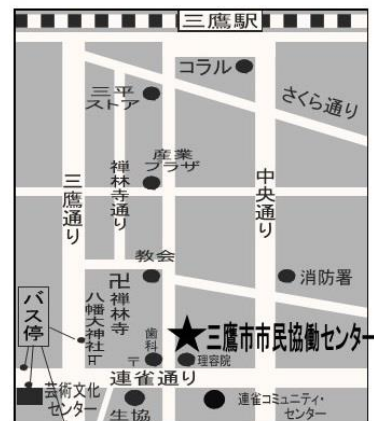 三鷹駅
コラル
三平
ストア
さくら通り
産業
プラザ
禅林寺通り
三鷹通り
中央通り
教会
消防署
卍禅林寺
八幡大神社
バス停
歯科
★三鷹市市民協働センター
〒
理容院
連雀通り
芸術文化
センター
生協
連雀コミュニティ・
センター